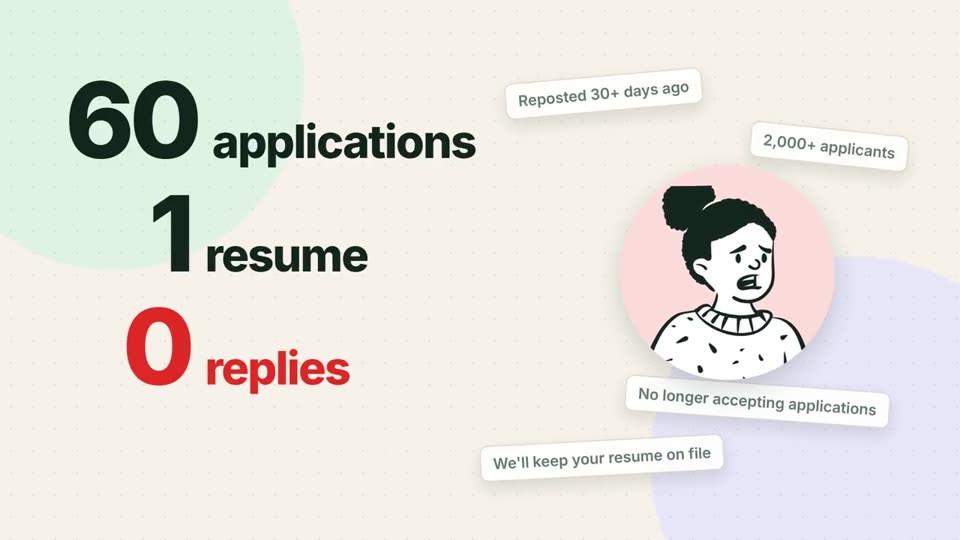 60 applications
1 resume
0 replies
Reposted 30+ days ago
2,000+ applicants
No longer accepting applications
We'll keep your resume on file